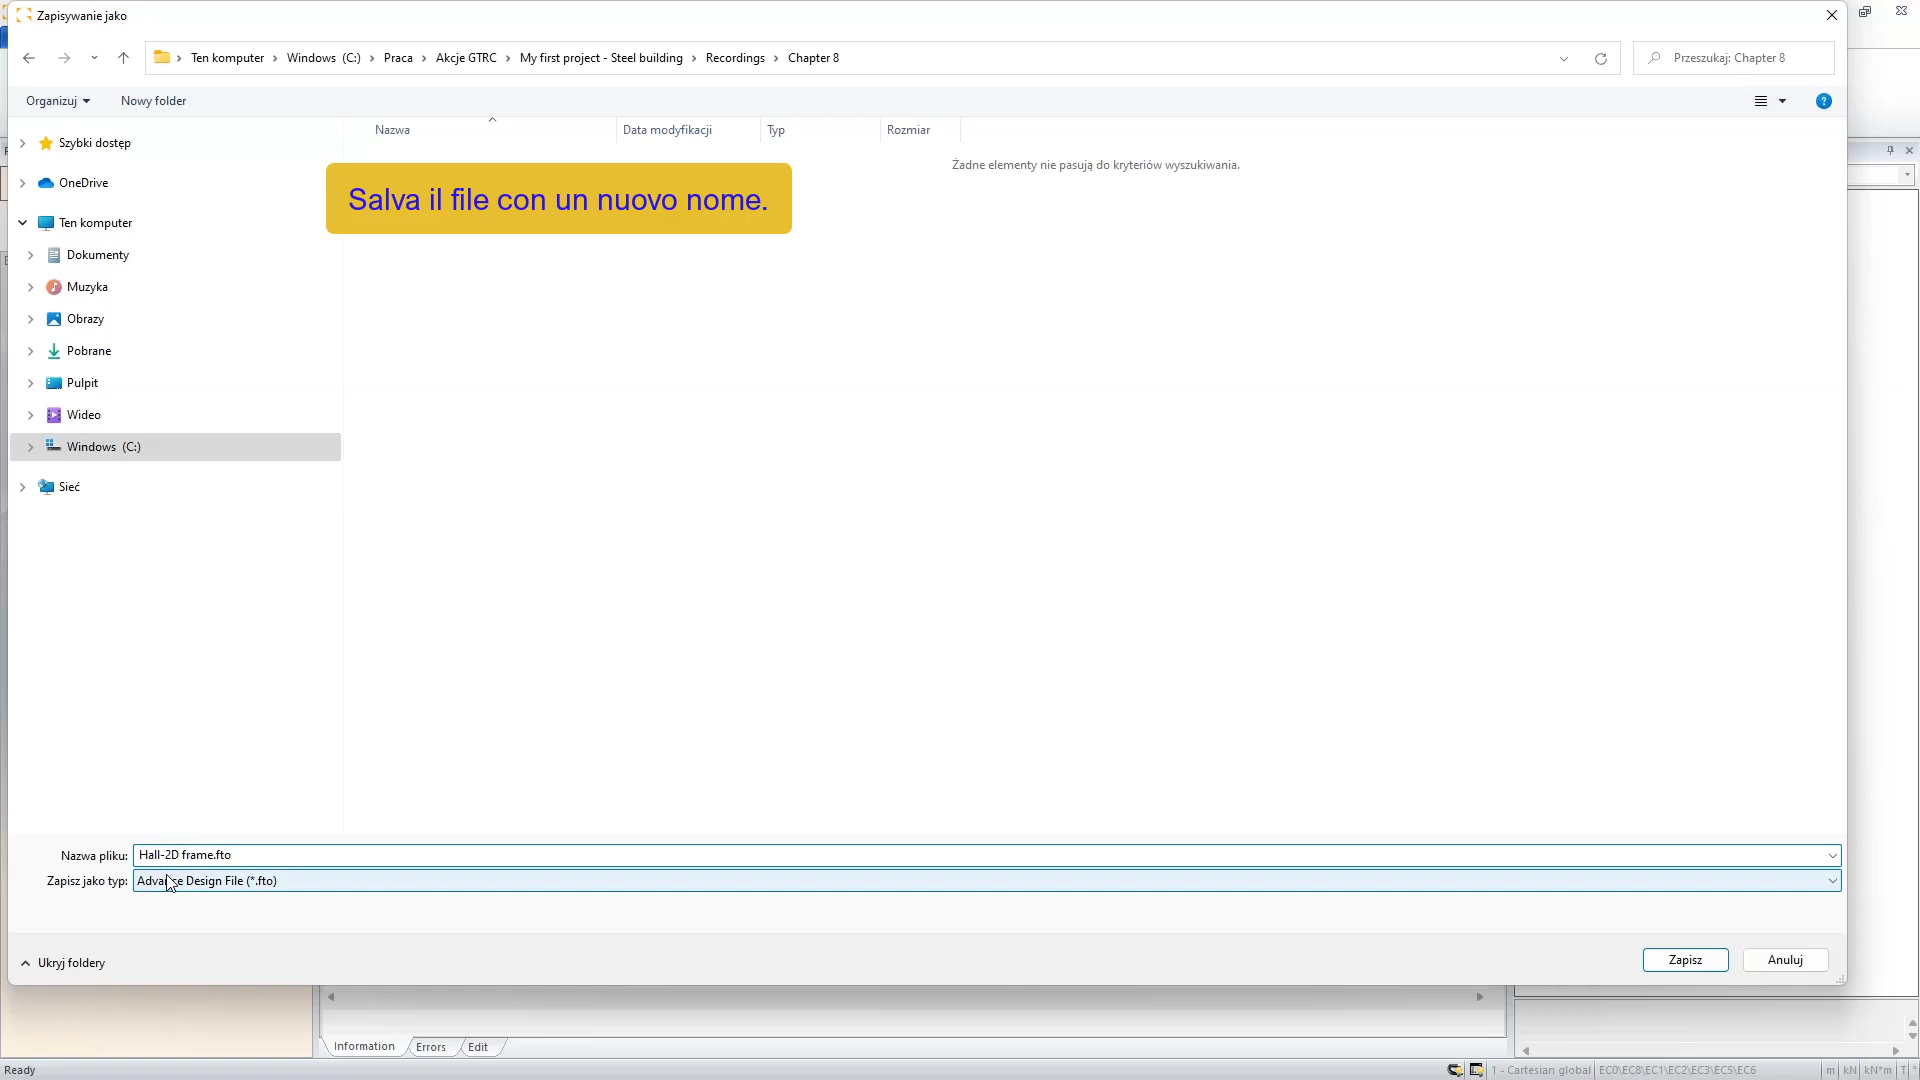 Zapisywanie jako
Ten komputer
Windows (C:)
Praca
Akcje GTRC
My first project - Steel building
Recordings
Chapter 8
Przeszukaj: Chapter 8
Organizuj
Nowy folder
?
Nazwa
Data modyfikacji
Typ
Rozmiar
Żadne elementy nie pasują do kryteriów wyszukiwania.
Salva il file con un nuovo nome.
Szybki dostęp
OneDrive
Ten komputer
Dokumenty
Muzyka
Obrazy
Pobrane
Pulpit
Wideo
Windows (C:)
Sieć
Nazwa pliku: Hall-2D frame.fto
Zapisz jako typ: Advance Design File (*.fto)
Ukryj foldery
Zapisz
Anuluj
Information
Errors
Edit
Ready
1 - Cartesian global
EC0\EC8\EC1\EC2\EC3\EC5\EC6
m
kN
kN*m
T
°